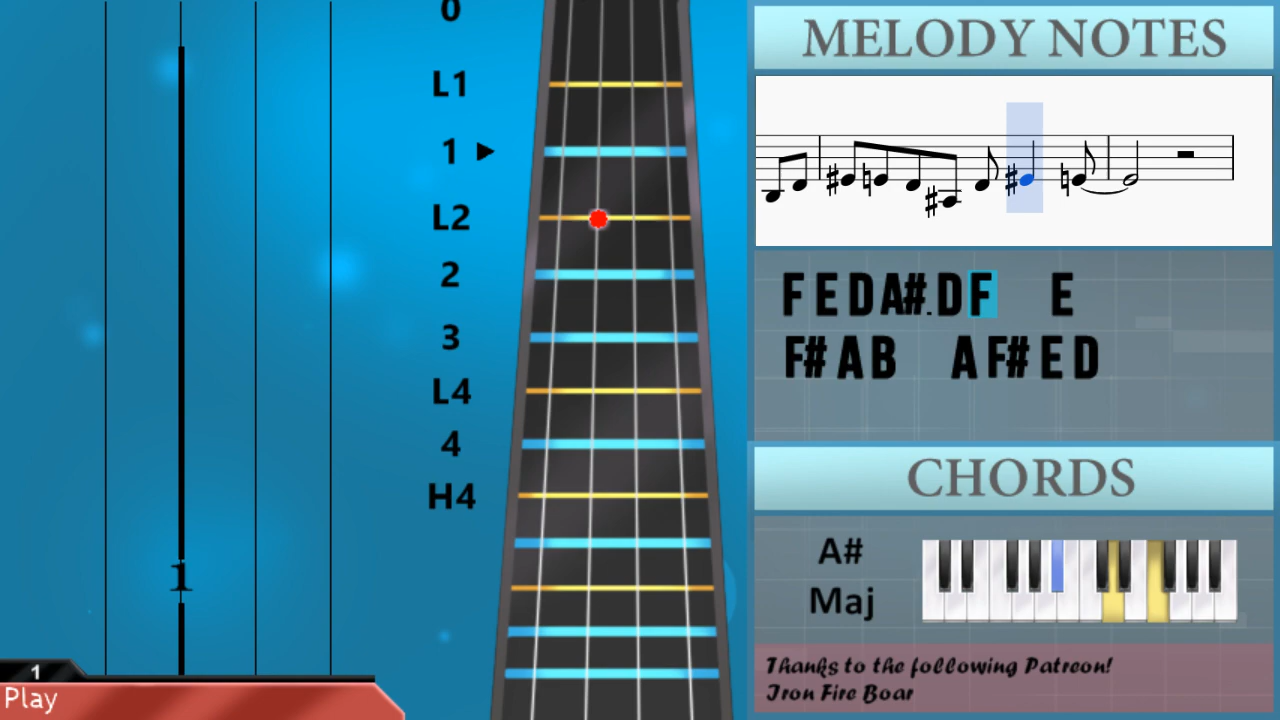 0
L1
1
L2
2
3
L4
4
H4
1
1
Play
MELODY NOTES
F E D A#. D F E
F# A B A F# E D
CHORDS
A#
Maj
Thanks to the following Patreon!
Iron Fire Boar